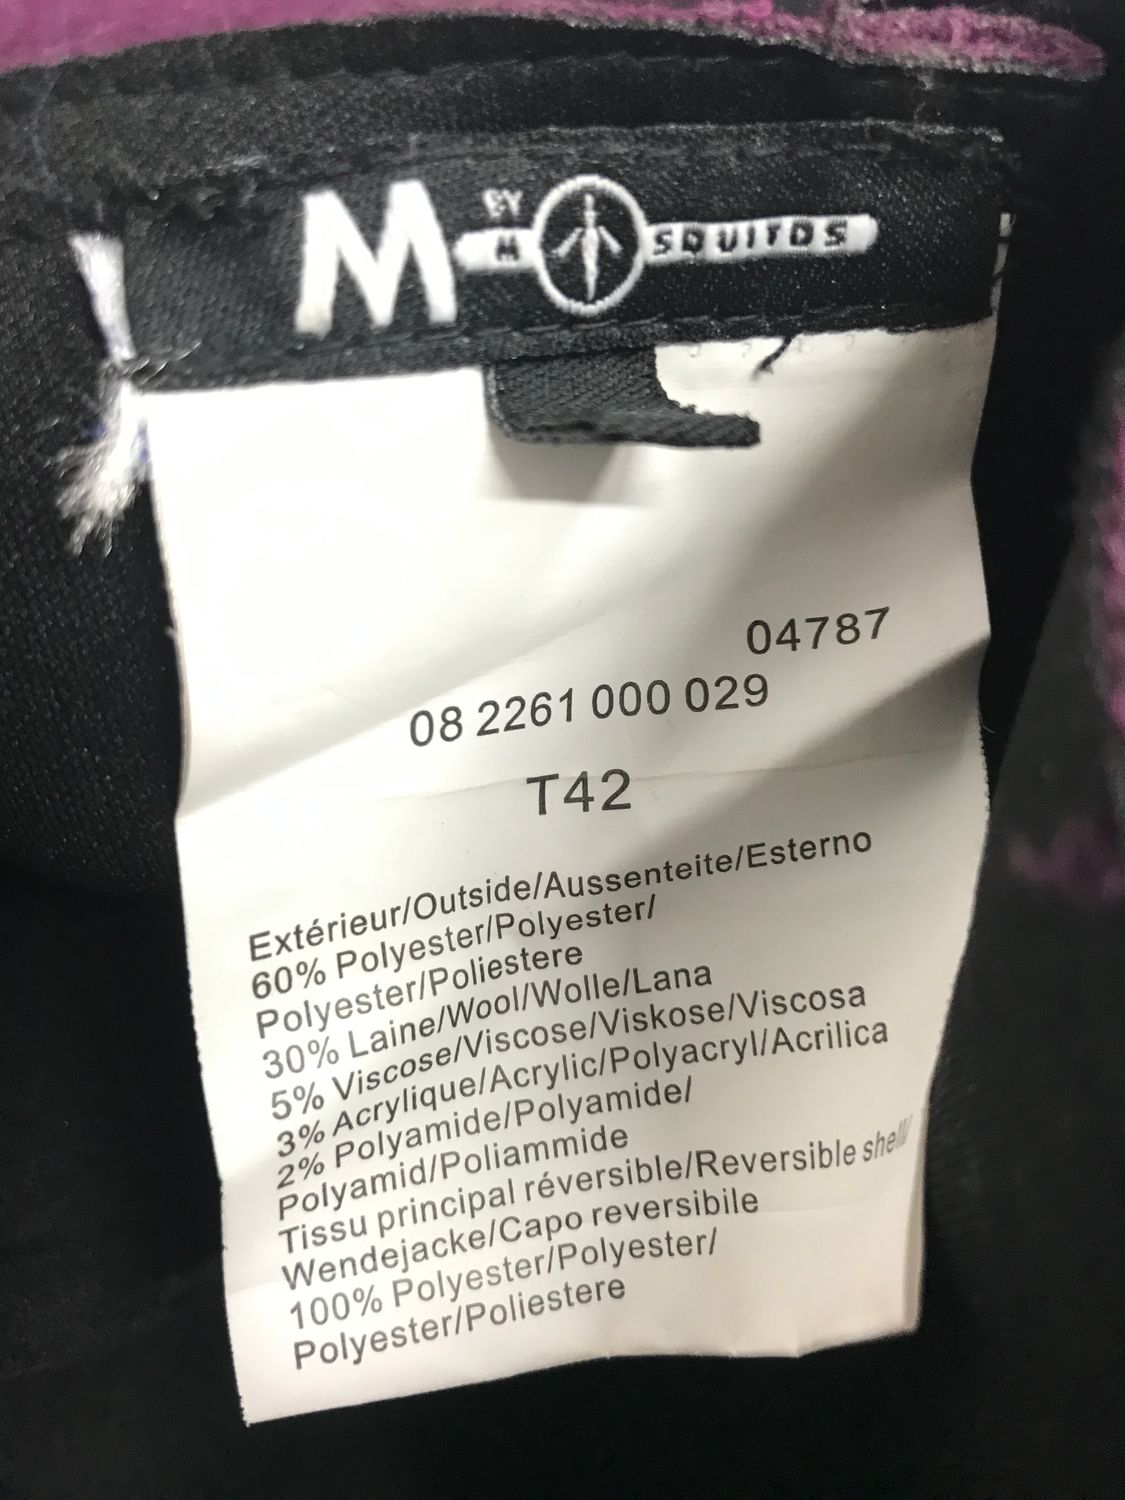 M BY M SQUITOS
04787
08 2261 000 029
T42
Extérieur/Outside/Aussenteite/Esterno
60% Polyester/Polyester/
Polyester/Poliestere
30% Laine/Wool/Wolle/Lana
5% Viscose/Viscose/Viskose/Viscosa
3% Acrylique/Acrylic/Polyacryl/Acrilica
2% Polyamide/Polyamide/
Polyamid/Poliammide
Tissu principal réversible/Reversible shell/
Wendejacke/Capo reversibile
100% Polyester/Polyester/
Polyester/Poliestere